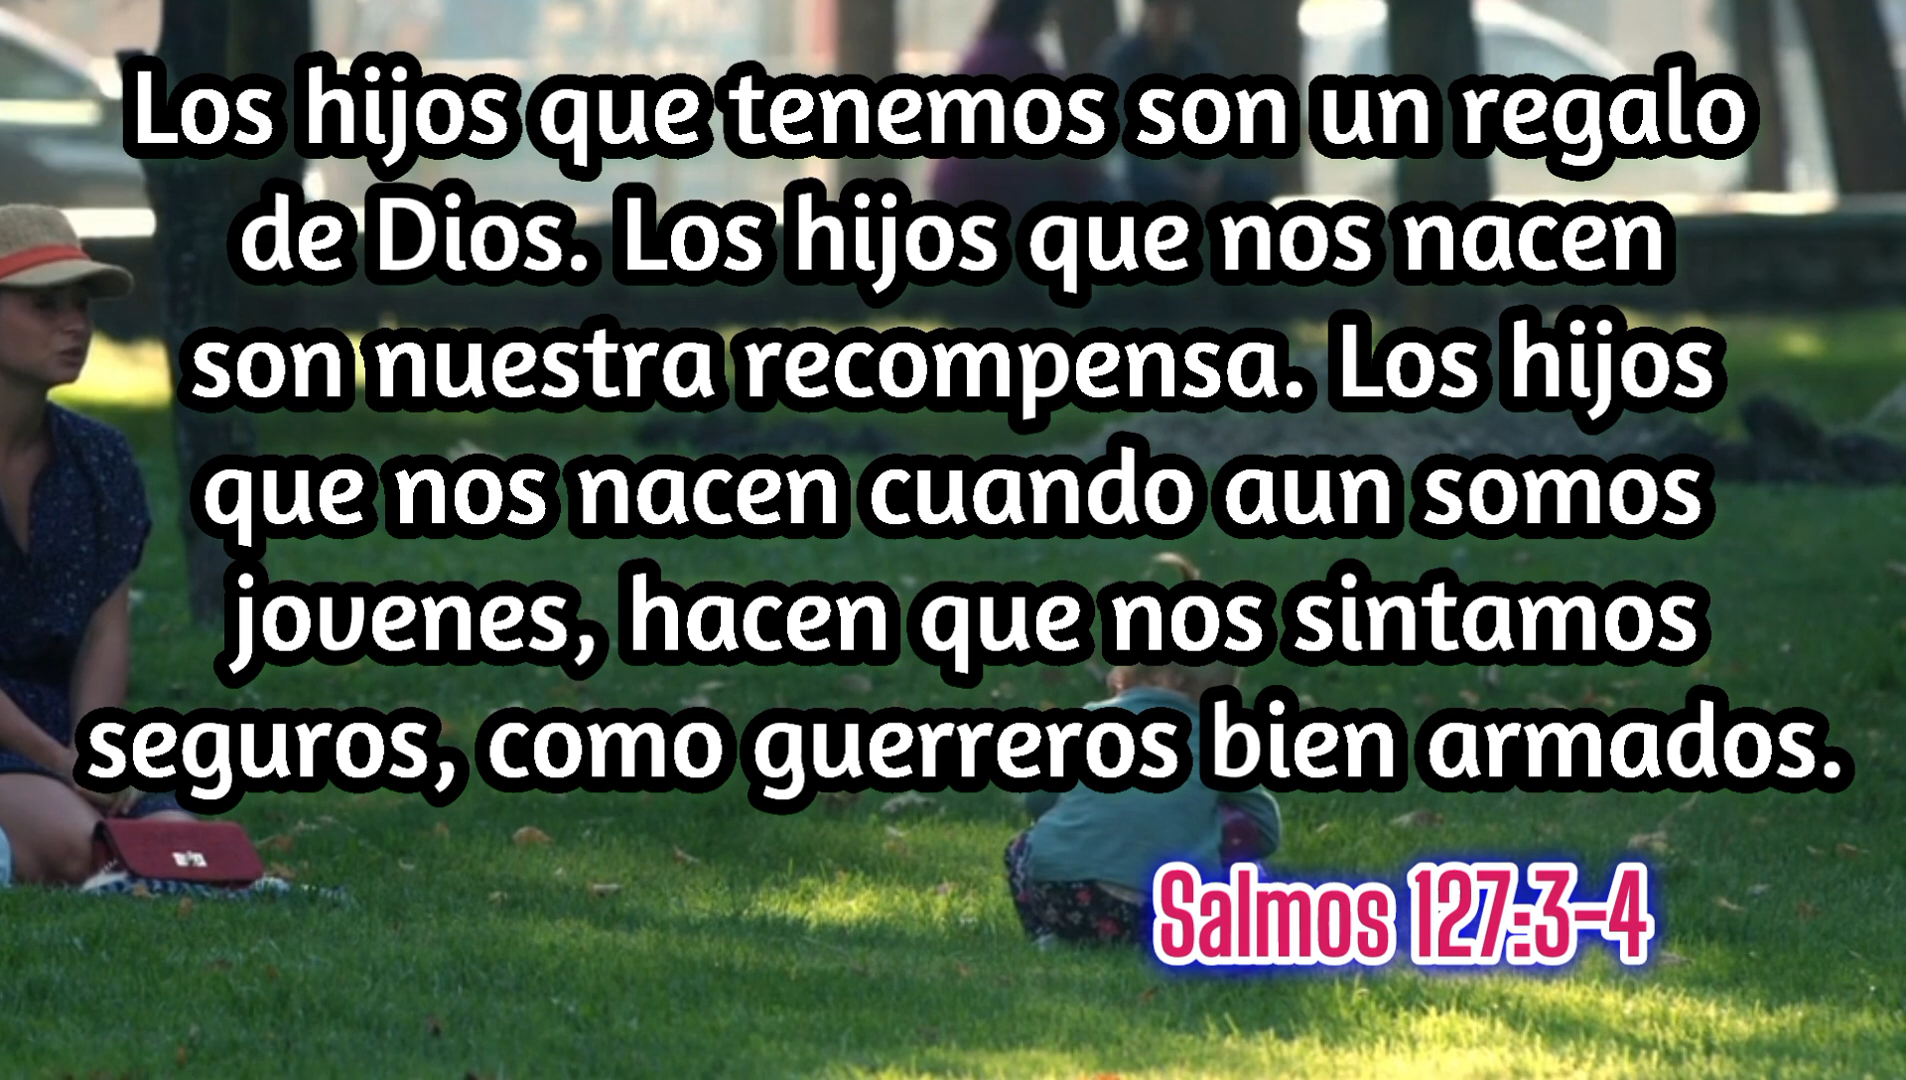 Los hijos que tenemos son un regalo
de Dios. Los hijos que nos nacen
son nuestra recompensa. Los hijos
que nos nacen cuando aun somos
jovenes, hacen que nos sintamos
seguros, como guerreros bien armados.
Salmos 127:3-4